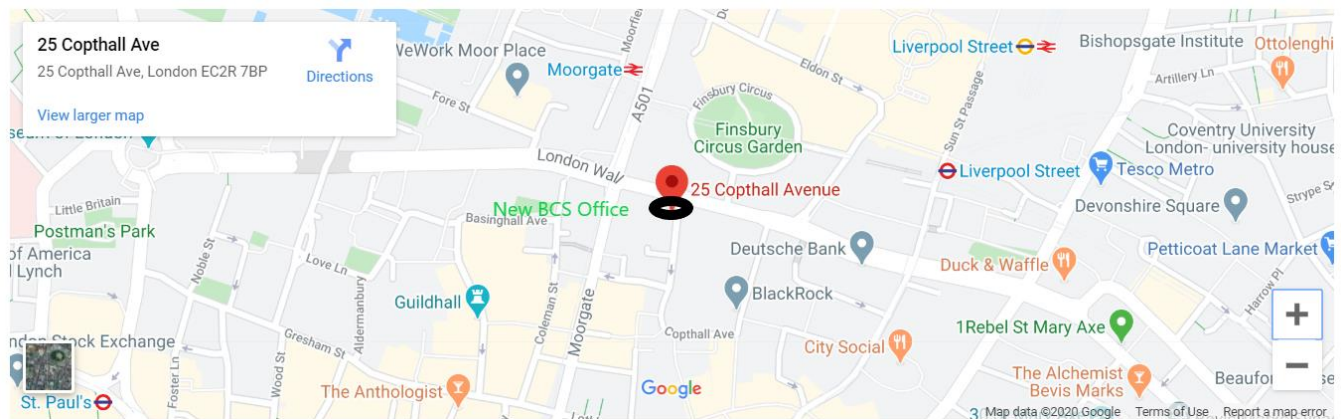 25 Copthall Ave
25 Copthall Ave, London EC2R 7BP
Directions
View larger map
WeWork Moor Place
Moorgate
Moorfie
A501
Fore St
Liverpool Street
Bishopsgate Institute
Ottolenghi
Eldon St
Artillery Ln
Finsbury Circus
Finsbury
Circus Garden
Sun St Passage
Coventry University
London- university house
seum of London
London Wall
Liverpool Street
Tesco Metro
25 Copthall Avenue
New BCS Office
Little Britain
Basinghall Ave
Devonshire Square
Strype S
Postman's Park
Noble St
Love Ln
Deutsche Bank
Petticoat Lane Market
of America
l Lynch
Duck & Waffle
Aldermanbury
Guildhall
Coleman St
Moorgate
BlackRock
Harrow Pl
1Rebel St Mary Axe
Copthall Ave
ndon Stock Exchange
Gresham St
City Social
Foster Ln
Wood St
The Anthologist
Google
The Alchemist
Bevis Marks
Beaufo
se
St. Paul's
Map data ©2020 Google
Terms of Use
Report a map error